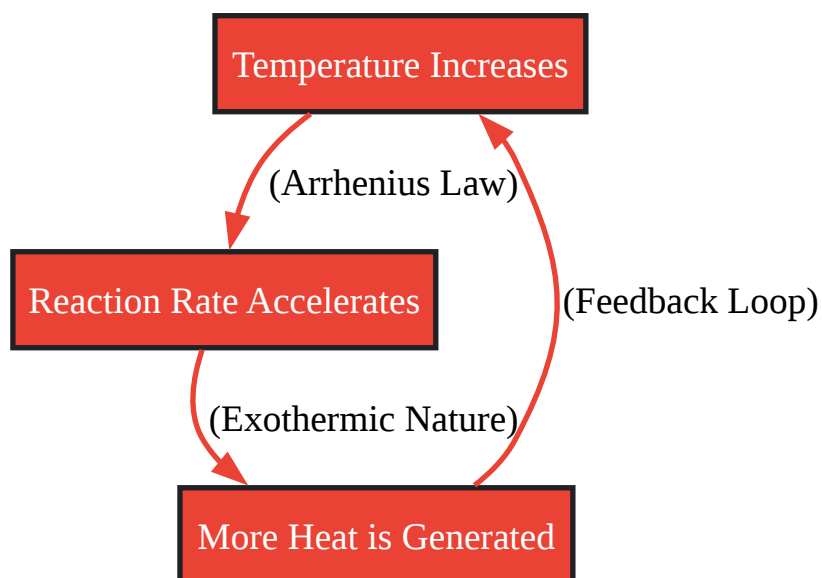 Temperature Increases
(Arrhenius Law)
Reaction Rate Accelerates
(Feedback Loop)
(Exothermic Nature)
More Heat is Generated